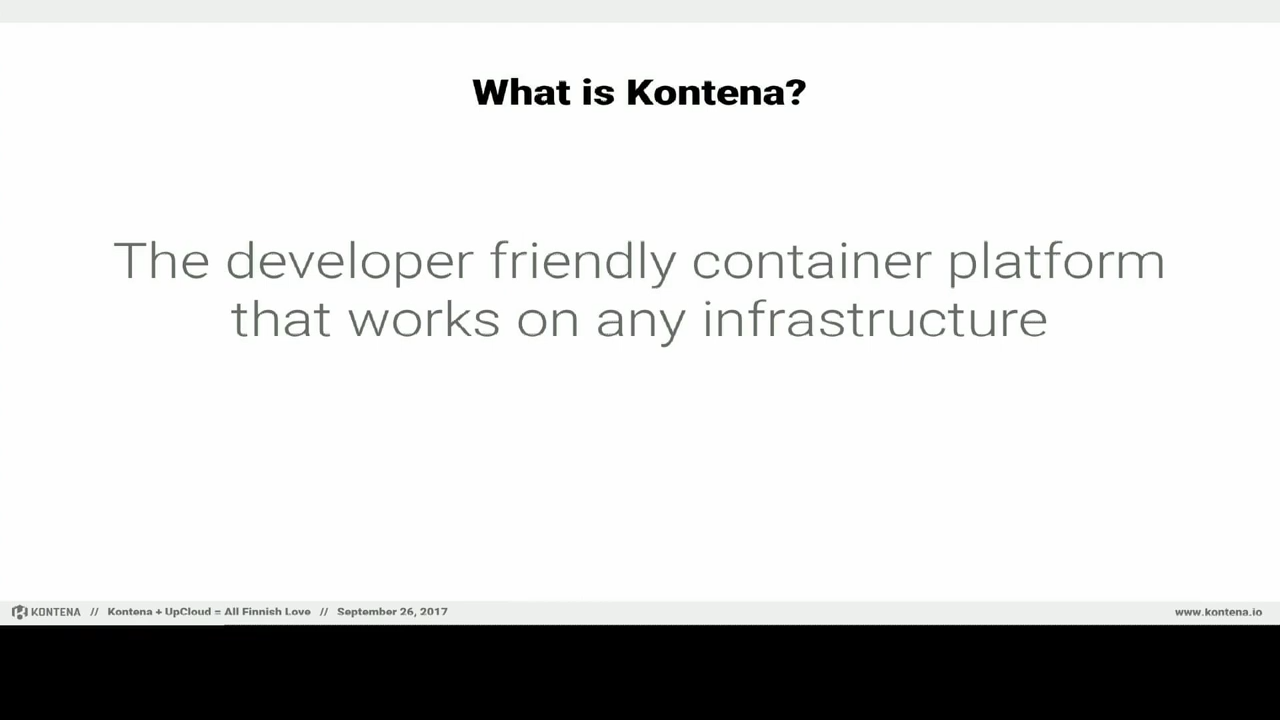 What is Kontena?
The developer friendly container platform
that works on any infrastructure
KONTENA // Kontena + UpCloud = All Finnish Love // September 26, 2017 www.kontena.io